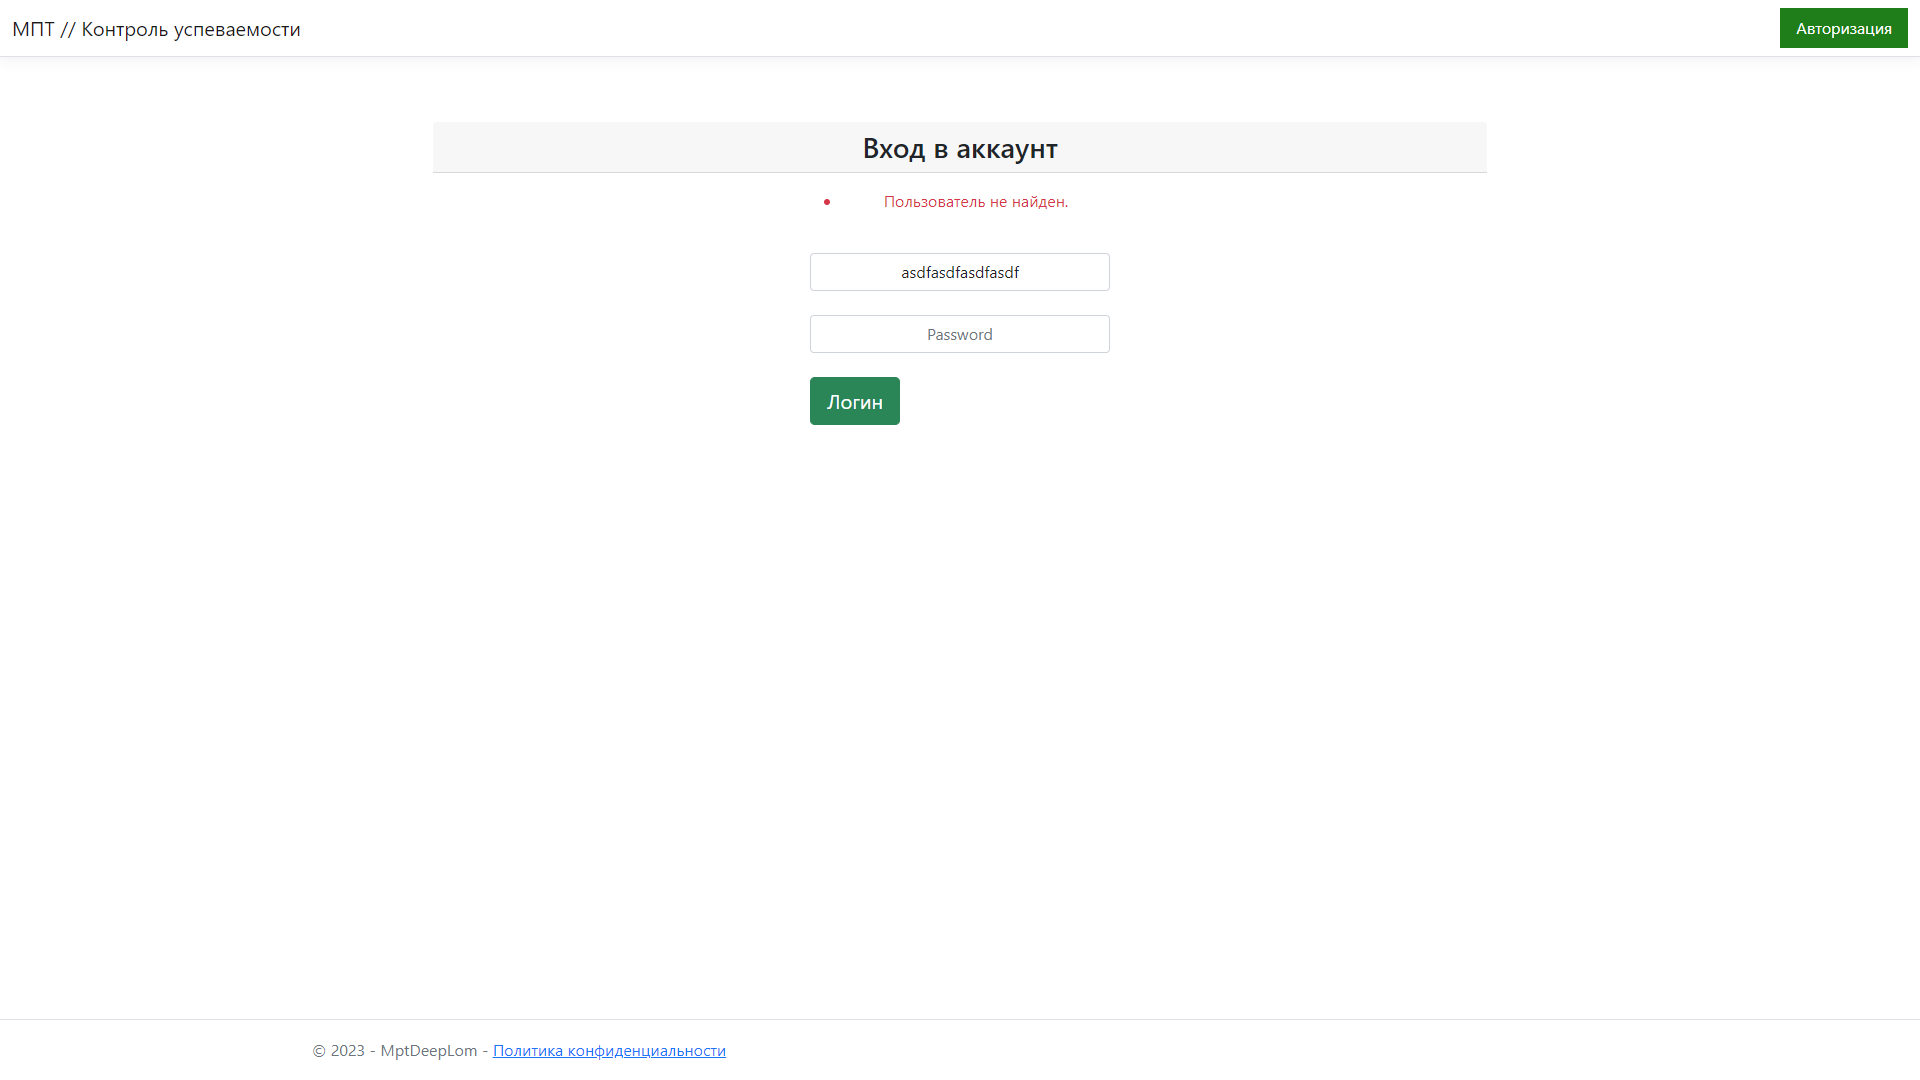 МПТ // Контроль успеваемости
Авторизация
Вход в аккаунт
Пользователь не найден.
asdfasdfasdfasdf
Password
Логин
© 2023 - MptDeepLom - Политика конфиденциальности